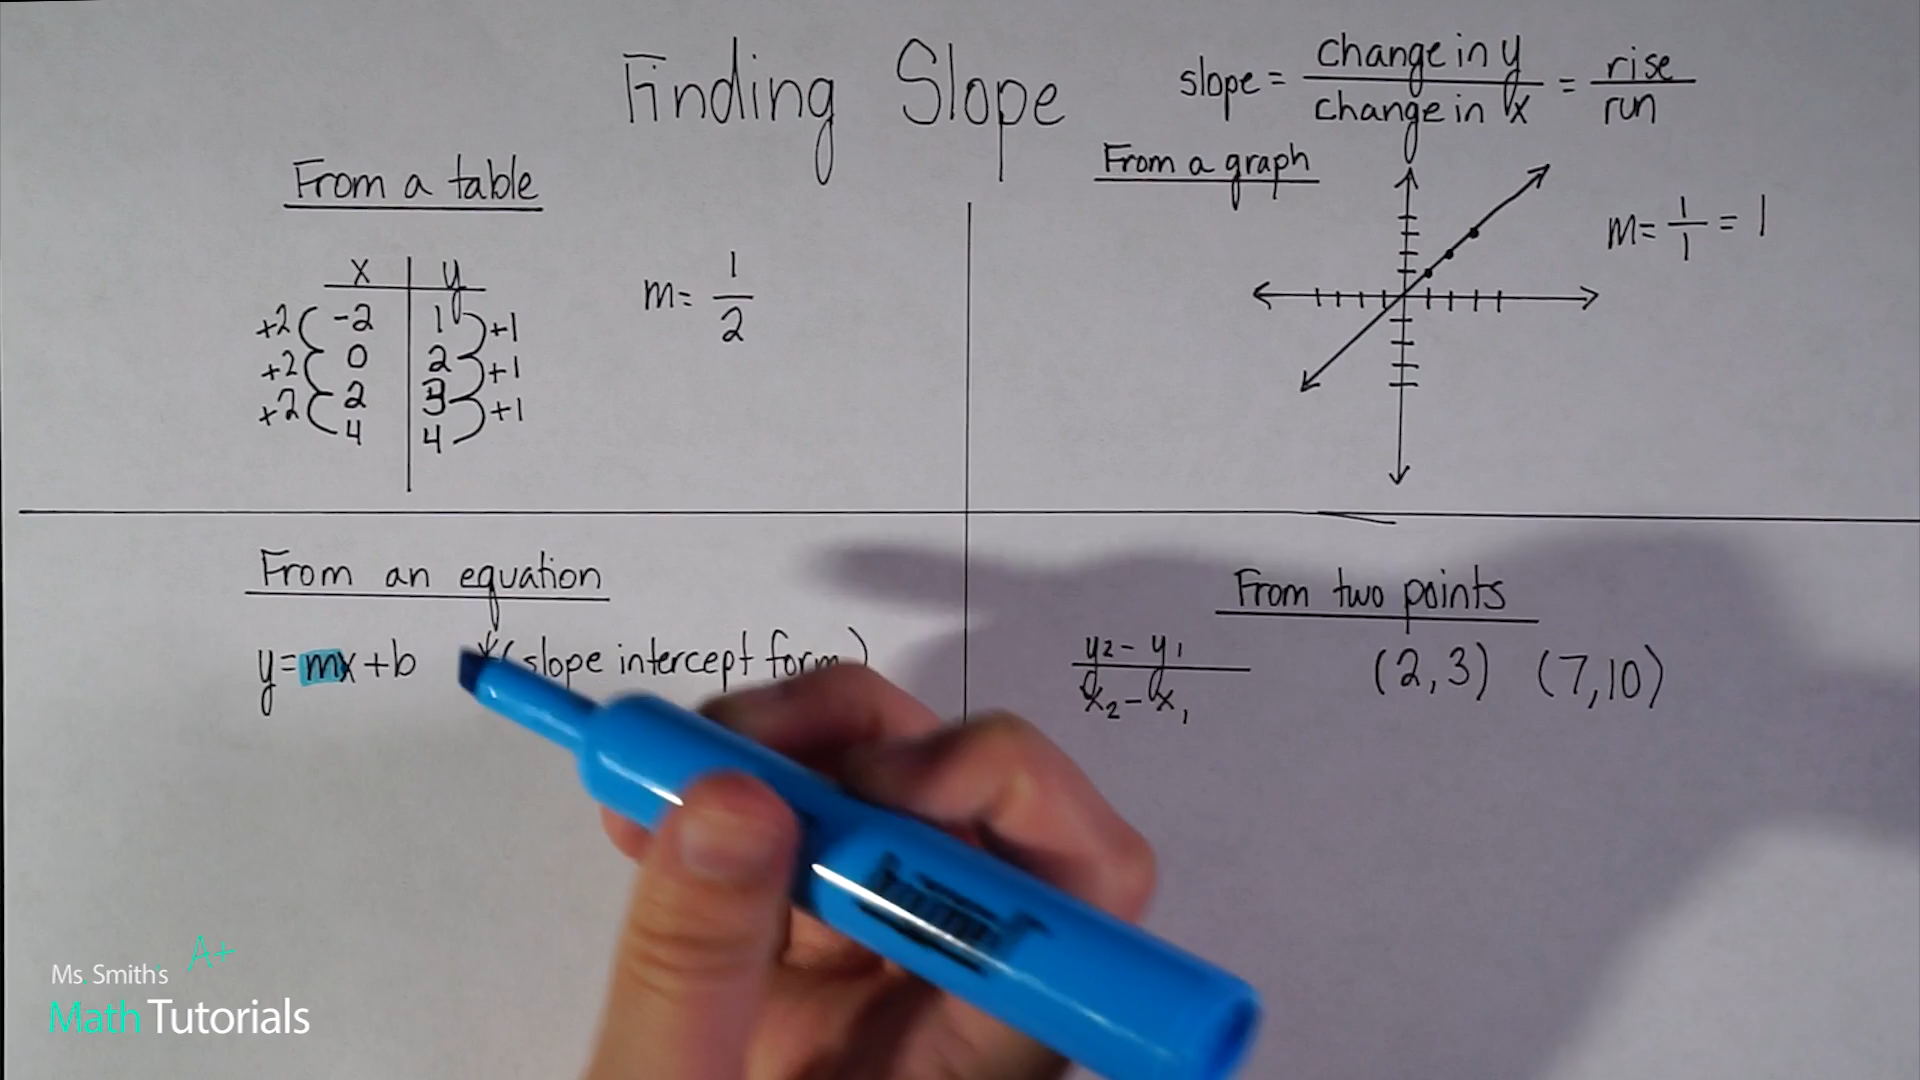 Finding Slope
slope = change in y / change in x = rise / run
From a table
x | y
+2 -2 | 1 +1
+2 0 | 2 +1
+2 2 | 3 +1
4 | 4
m = 1/2
From a graph
m = 1/1 = 1
From an equation
y = mx + b (slope intercept form)
From two points
y₂ - y₁ / x₂ - x₁
(2,3) (7,10)
Ms. Smith's A+
Math Tutorials